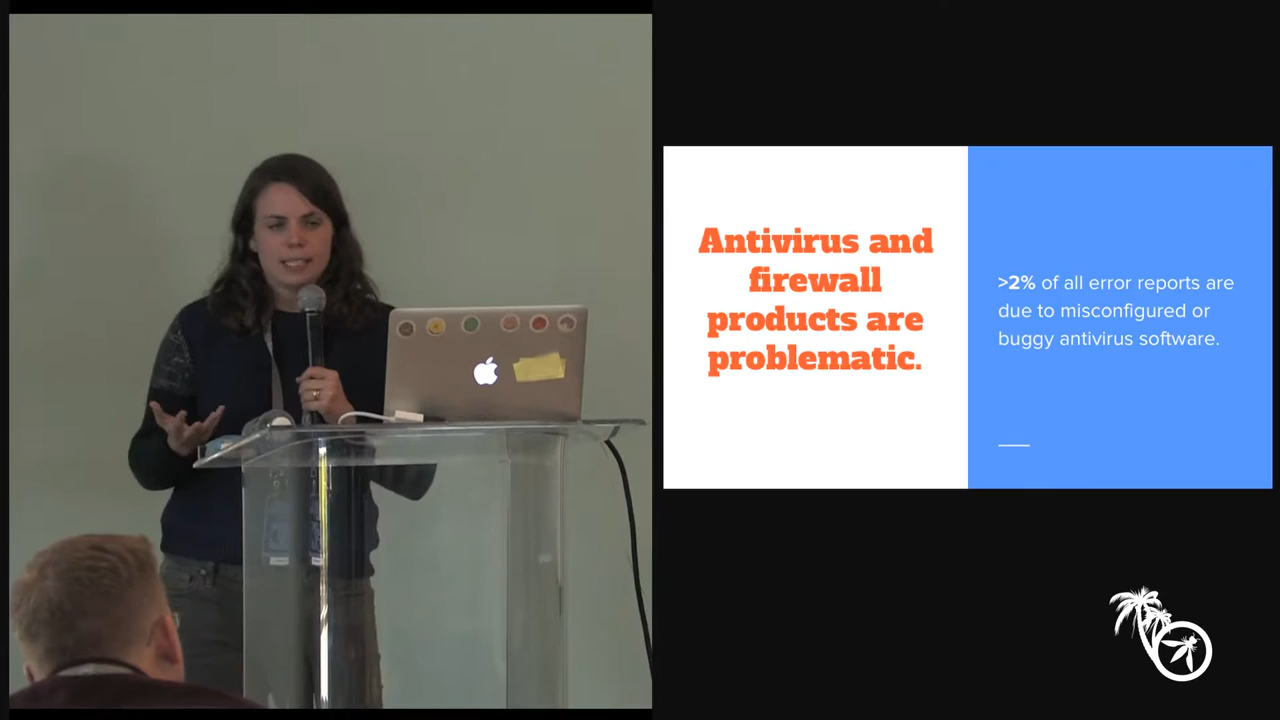 Antivirus and
firewall
products are
problematic.
>2% of all error reports are
due to misconfigured or
buggy antivirus software.